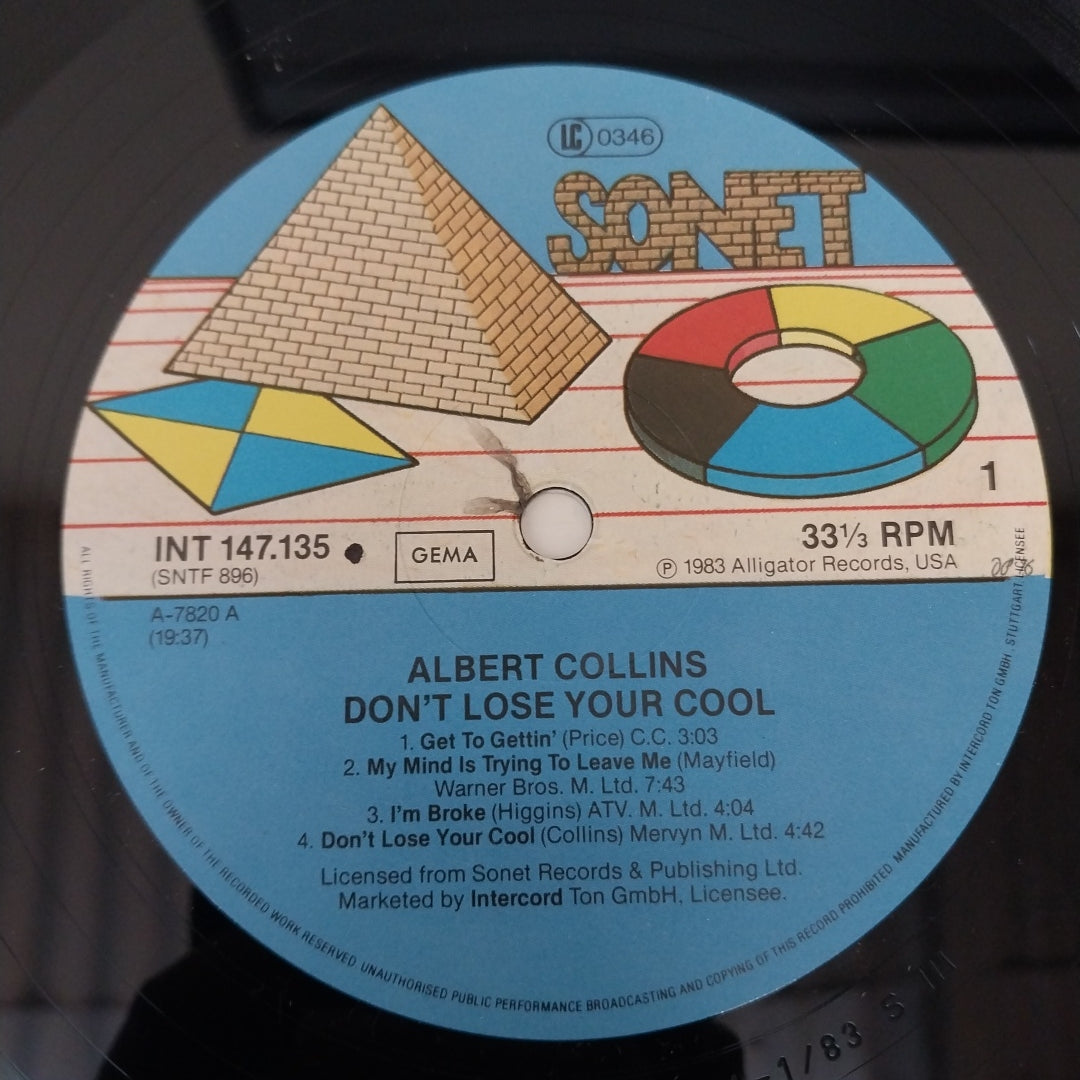 LC 0346
SONET
1
INT 147.135
(SNTF 896)
GEMA
33⅓ RPM
℗ 1983 Alligator Records, USA
A-7820 A
(19:37)
ALBERT COLLINS
DON'T LOSE YOUR COOL
1. Get To Gettin' (Price) C.C. 3:03
2. My Mind Is Trying To Leave Me (Mayfield)
Warner Bros. M. Ltd. 7:43
3. I'm Broke (Higgins) ATV. M. Ltd. 4:04
4. Don't Lose Your Cool (Collins) Mervyn M. Ltd. 4:42
Licensed from Sonet Records & Publishing Ltd.
Marketed by Intercord Ton GmbH, Licensee.
ALL RIGHTS OF THE MANUFACTURER AND OF THE OWNER OF THE RECORDED WORK RESERVED. UNAUTHORISED PUBLIC PERFORMANCE BROADCASTING AND COPYING OF THIS RECORD PROHIBITED. MANUFACTURED BY INTERCORD TON GMBH. STUTTGART. LICENSEE
1/83 S